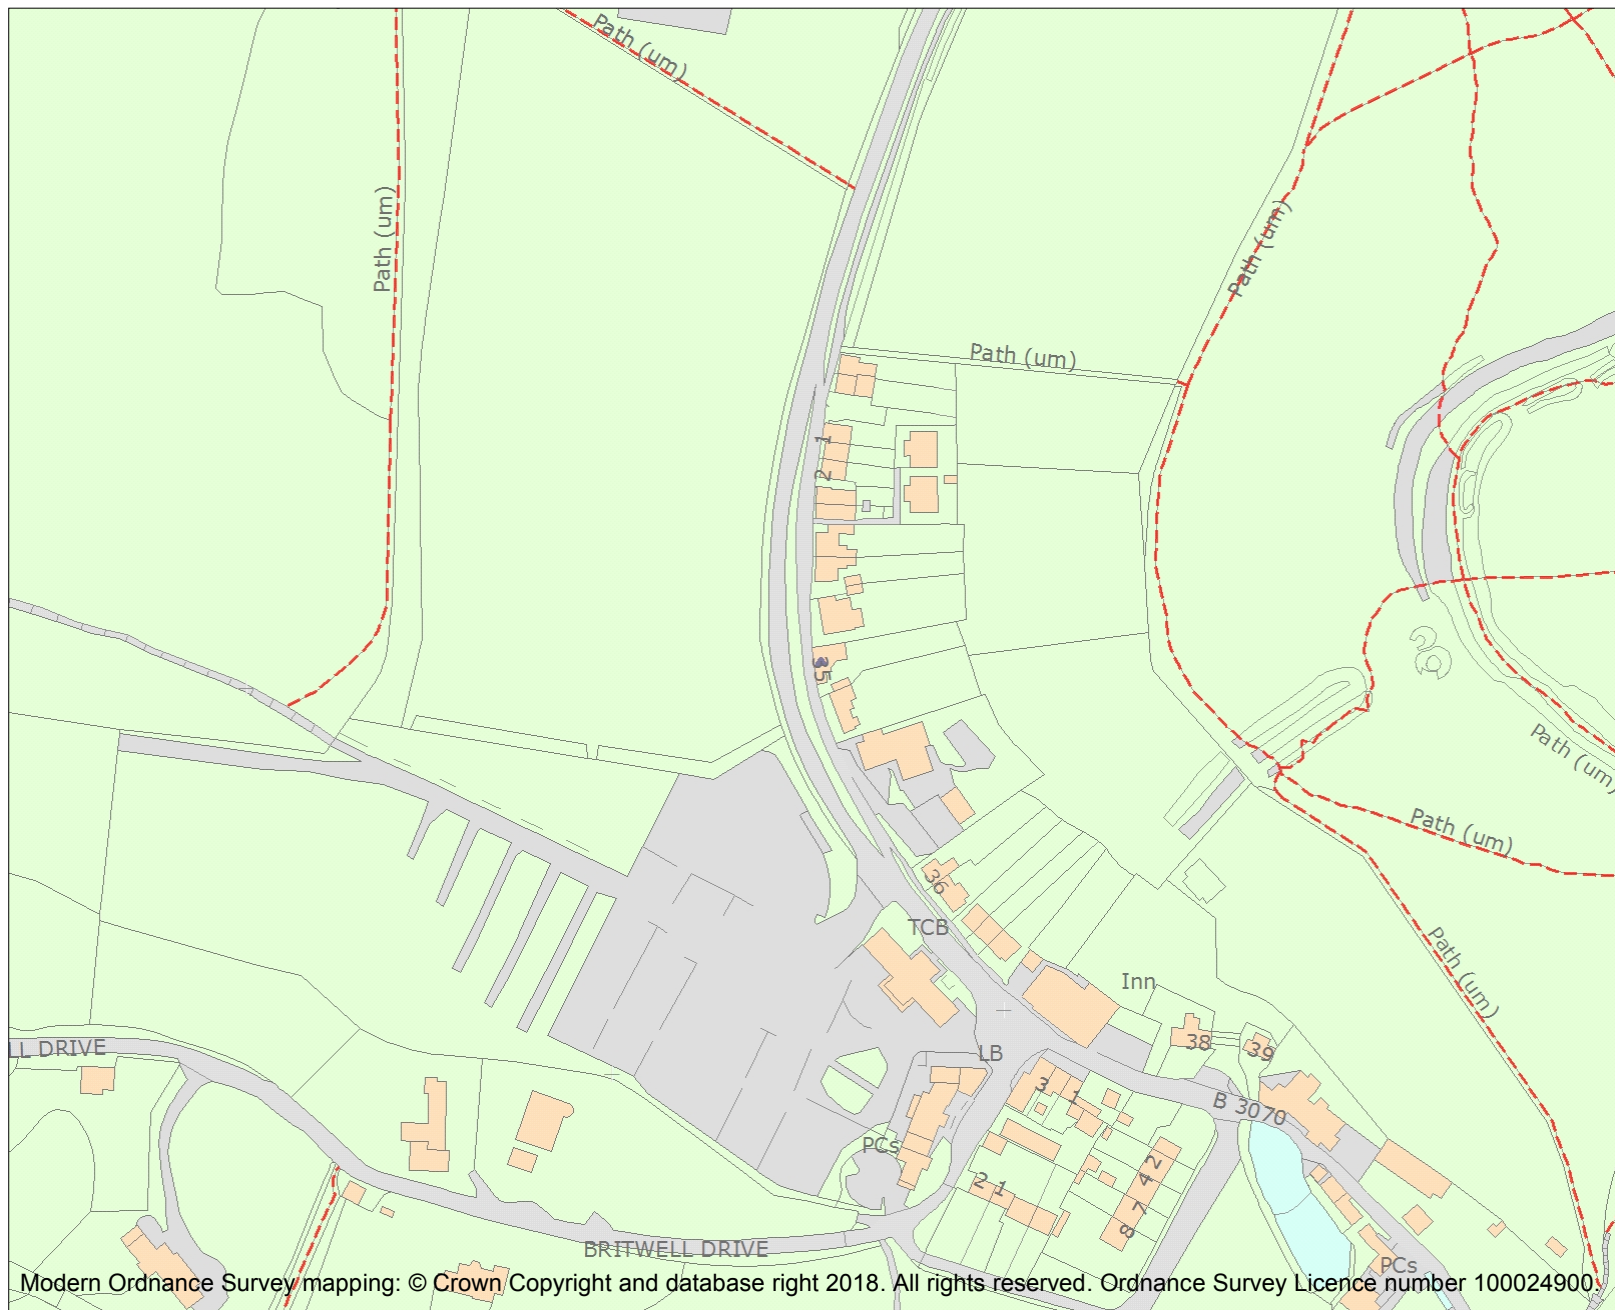 Path (um)
Path (um)
Path (um)
Path (um)
1
2
35
39
Path (um)
Path (um)
36
TCB
Path (um)
Inn
LL DRIVE
LB
38
39
3
1
B 3070
PCs
2 1
2
4
7
8
BRITWELL DRIVE
PCs
Modern Ordnance Survey mapping: © Crown Copyright and database right 2018. All rights reserved. Ordnance Survey Licence number 100024900.